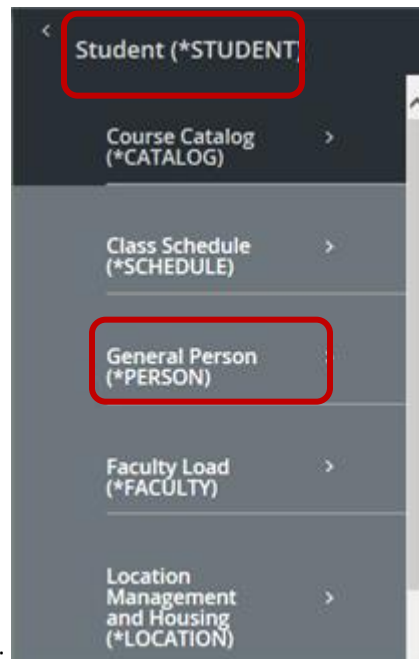 Student (*STUDENT)
Course Catalog
(*CATALOG)
Class Schedule
(*SCHEDULE)
General Person
(*PERSON)
Faculty Load
(*FACULTY)
Location
Management
and Housing
(*LOCATION)